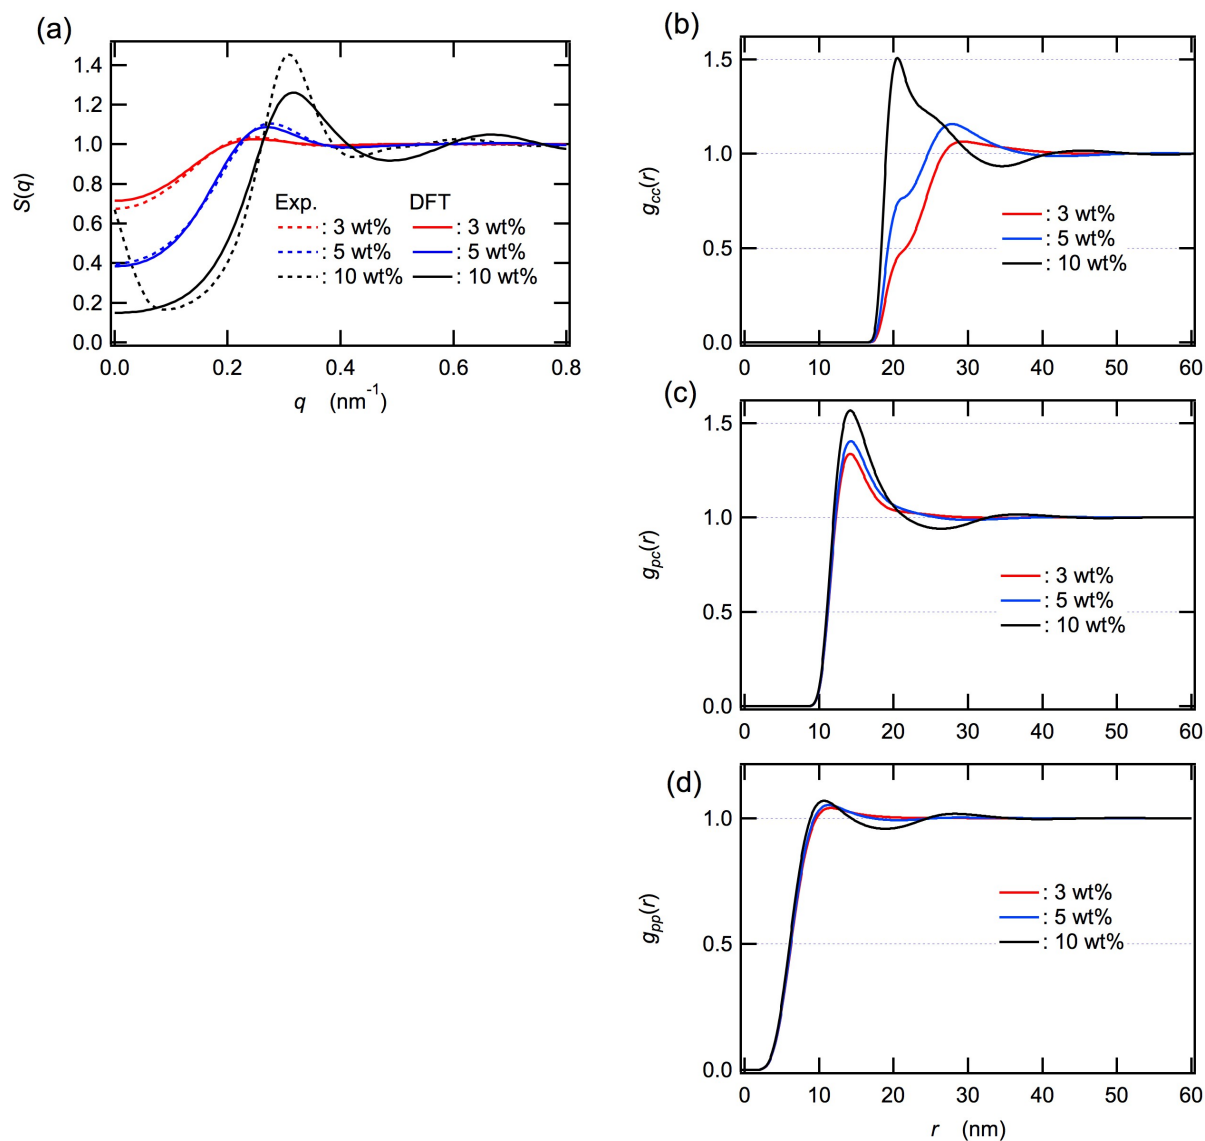 (a)
1.4
1.2
1.0
0.8
0.6
0.4
0.2
0.0
S(q)
Exp. DFT
: 3 wt% : 3 wt%
: 5 wt% : 5 wt%
: 10 wt% : 10 wt%
0.0 0.2 0.4 0.6 0.8
q (nm⁻¹)
(b)
1.5
1.0
0.5
0.0
gcc(r)
: 3 wt%
: 5 wt%
: 10 wt%
0 10 20 30 40 50 60
(c)
1.5
1.0
0.5
0.0
gpc(r)
: 3 wt%
: 5 wt%
: 10 wt%
0 10 20 30 40 50 60
(d)
1.0
0.5
0.0
gpp(r)
: 3 wt%
: 5 wt%
: 10 wt%
0 10 20 30 40 50 60
r (nm)